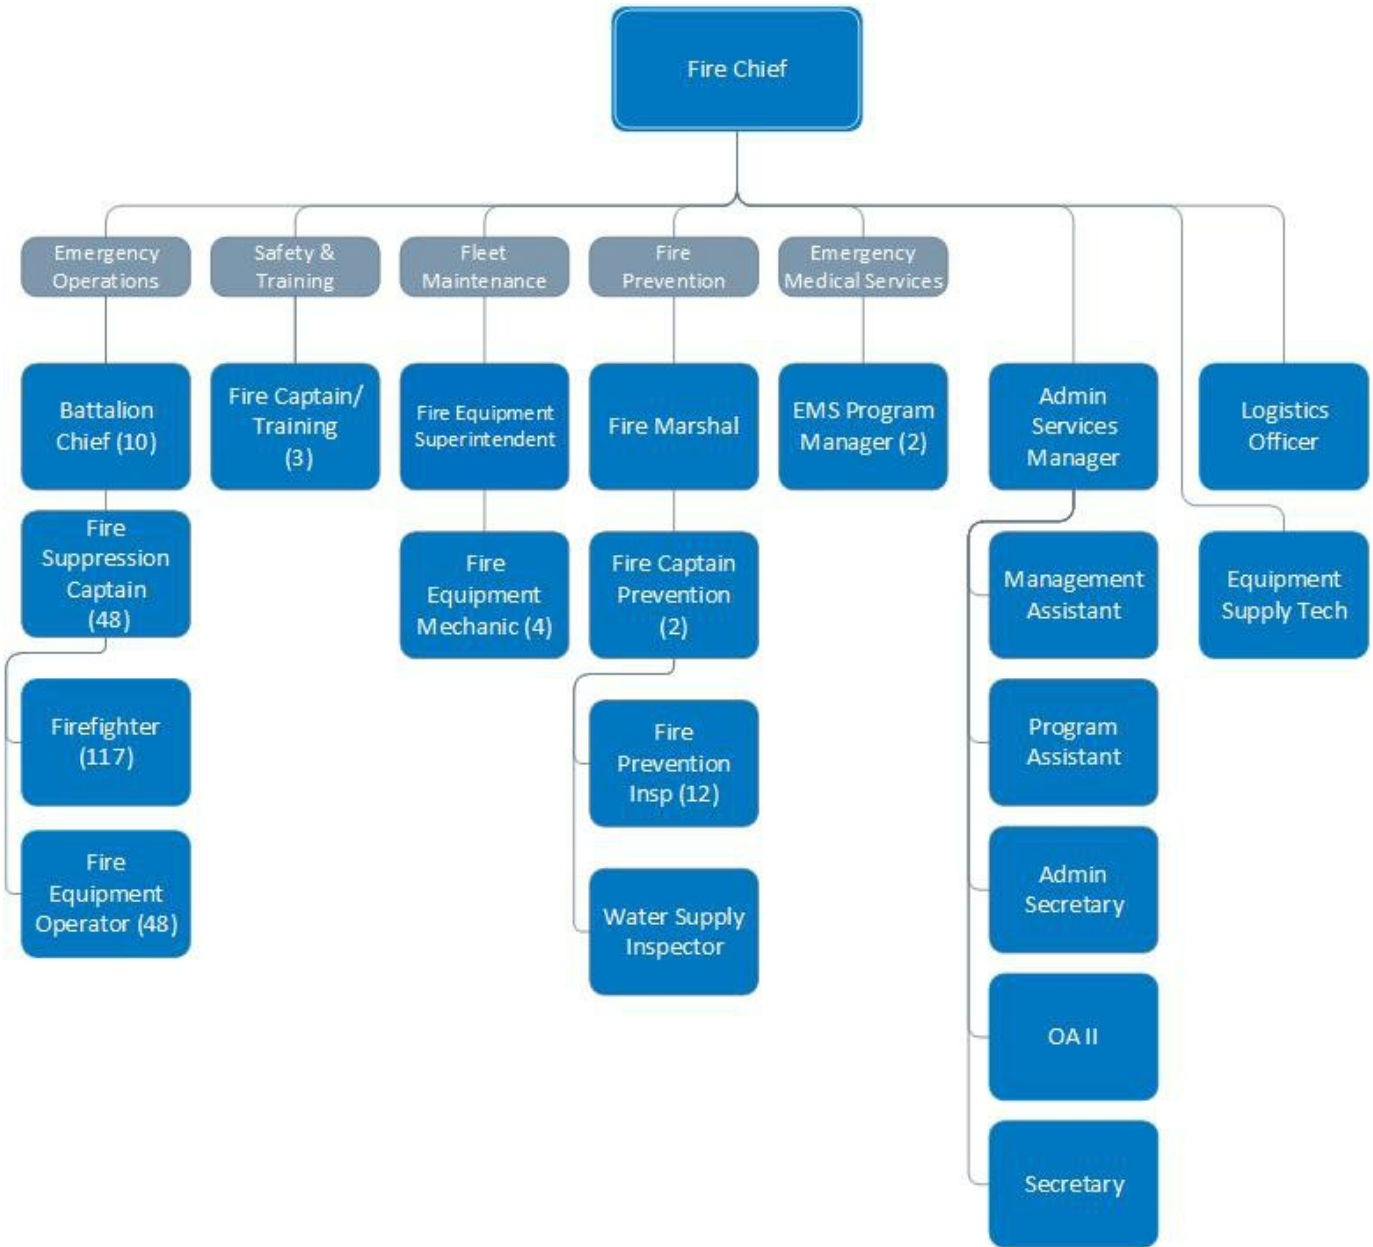 Fire Chief
Emergency
Operations
Safety &
Training
Fleet
Maintenance
Fire
Prevention
Emergency
Medical Services
Battalion
Chief (10)
Fire Captain/
Training
(3)
Fire Equipment
Superintendent
Fire Marshal
EMS Program
Manager (2)
Admin
Services
Manager
Logistics
Officer
Fire
Suppression
Captain
(48)
Fire
Equipment
Mechanic (4)
Fire Captain
Prevention
(2)
Management
Assistant
Equipment
Supply Tech
Firefighter
(117)
Fire
Prevention
Insp (12)
Program
Assistant
Fire
Equipment
Operator (48)
Water Supply
Inspector
Admin
Secretary
OA II
Secretary